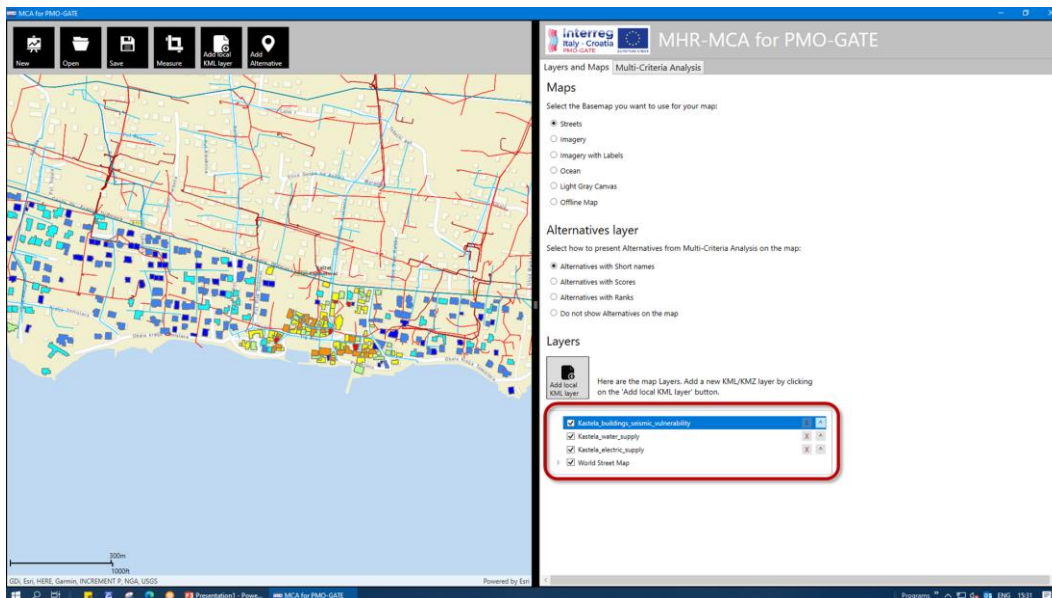 MCA for PMO-GATE
New
Open
Save
Measure
Add local
KML layer
Add
Alternative
300m
1000ft
GDi, Esri, HERE, Garmin, INCREMENT P, NGA, USGS
Powered by Esri
Interreg
Italy - Croatia
PMO-GATE
MHR-MCA for PMO-GATE
Layers and Maps
Multi-Criteria Analysis
Maps
Select the Basemap you want to use for your map:
Streets
Imagery
Imagery with Labels
Ocean
Light Gray Canvas
Offline Map
Alternatives layer
Select how to present Alternatives from Multi-Criteria Analysis on the map:
Alternatives with Short names
Alternatives with Scores
Alternatives with Ranks
Do not show Alternatives on the map
Layers
Add local
KML layer
Here are the map Layers. Add a new KML/KMZ layer by clicking
on the 'Add local KML layer' button.
Kastela_buildings_seismic_vulnerability
Kastela_water_supply
X
Kastela_electric_supply
X
World Street Map
Presentation1 - Powe...
MCA for PMO-GATE
Programs
ENG
15:31